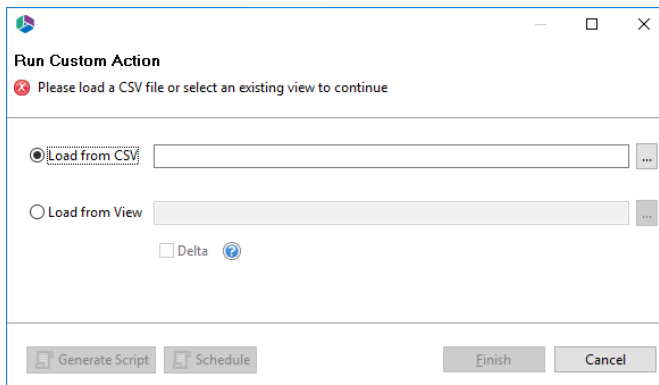 Run Custom Action
Please load a CSV file or select an existing view to continue
Load from CSV
...
Load from View
...
Delta
?
Generate Script
Schedule
Finish
Cancel